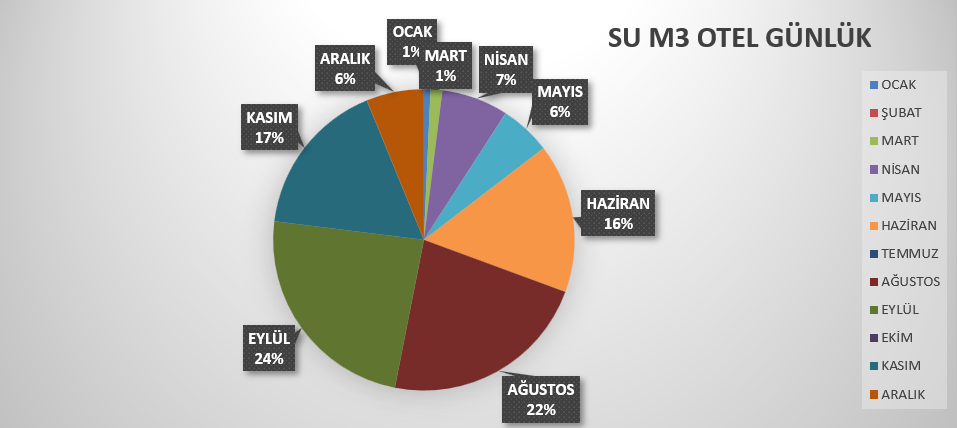 SU M3 OTEL GÜNLÜK
OCAK
1%
MART
1%
NİSAN
7%
MAYIS
6%
HAZİRAN
16%
AĞUSTOS
22%
EYLÜL
24%
KASIM
17%
ARALIK
6%
OCAK
ŞUBAT
MART
NİSAN
MAYIS
HAZİRAN
TEMMUZ
AĞUSTOS
EYLÜL
EKİM
KASIM
ARALIK